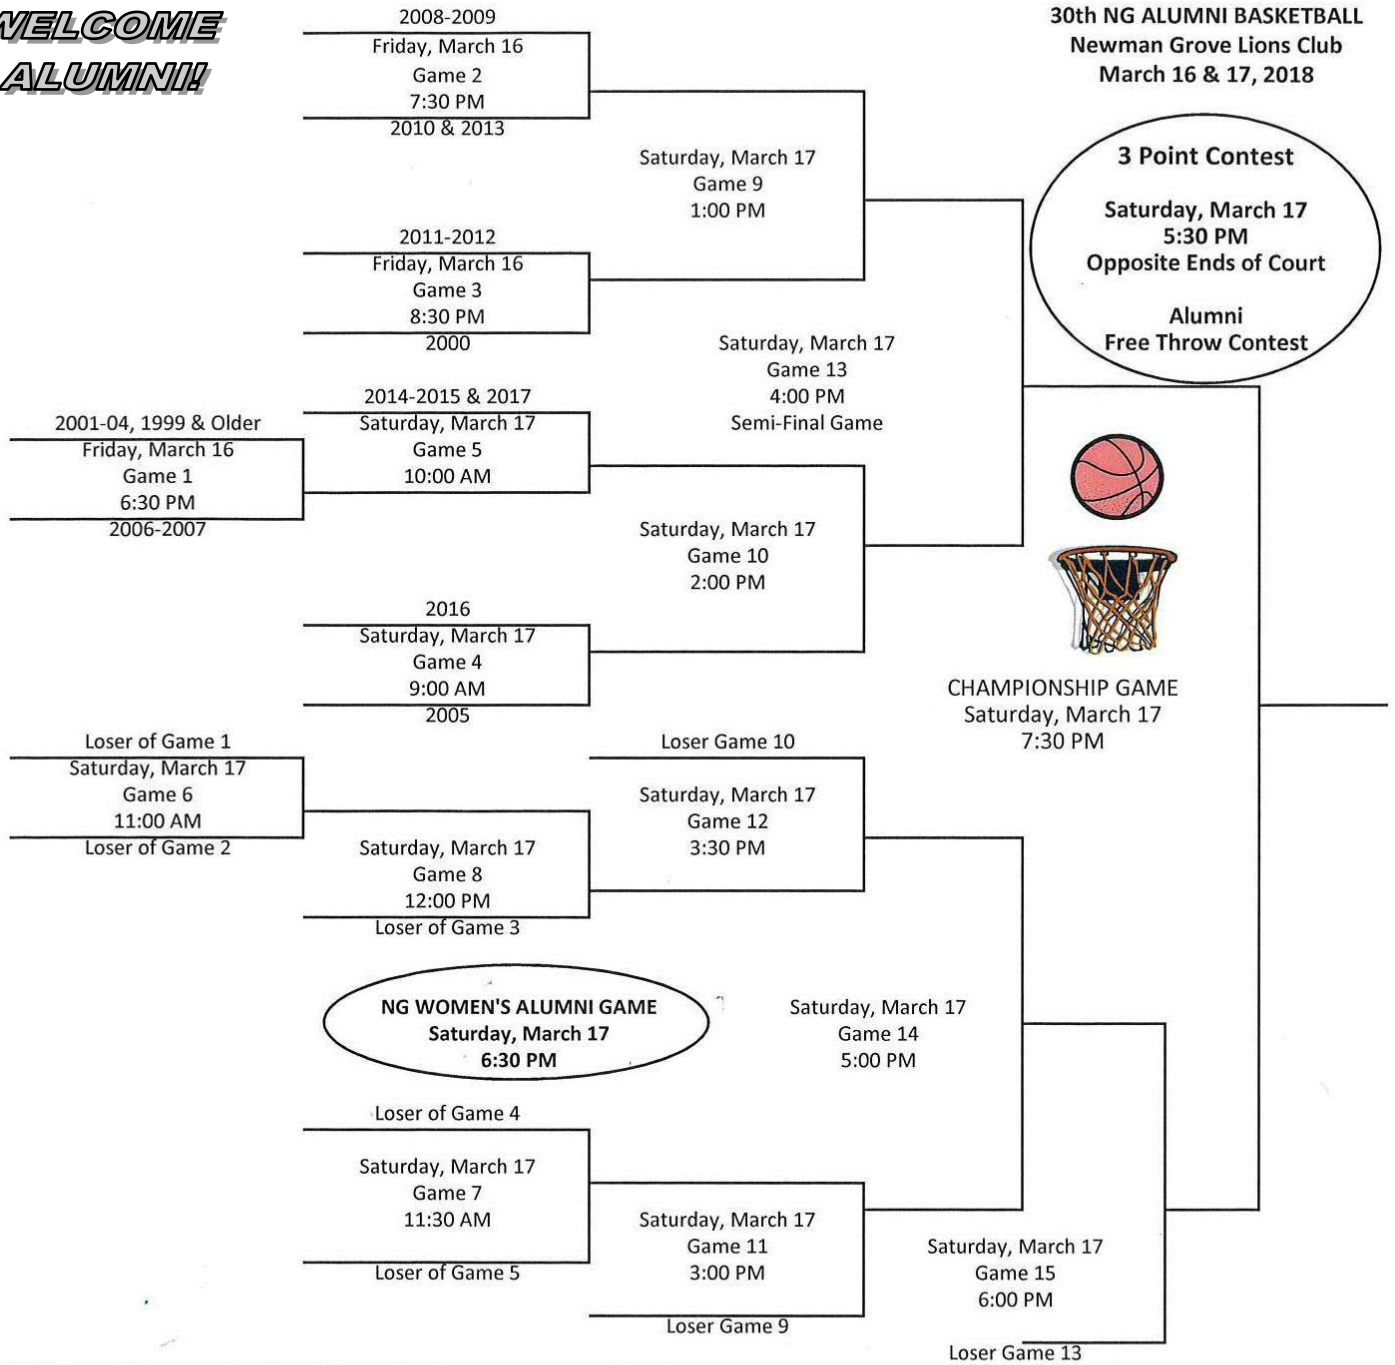 WELCOME
ALUMNI!
30th NG ALUMNI BASKETBALL
Newman Grove Lions Club
March 16 & 17, 2018
3 Point Contest
Saturday, March 17
5:30 PM
Opposite Ends of Court
Alumni
Free Throw Contest
2008-2009
Friday, March 16
Game 2
7:30 PM
2010 & 2013
Saturday, March 17
Game 9
1:00 PM
2011-2012
Friday, March 16
Game 3
8:30 PM
2000
Saturday, March 17
Game 13
4:00 PM
Semi-Final Game
2001-04, 1999 & Older
Friday, March 16
Game 1
6:30 PM
2006-2007
2014-2015 & 2017
Saturday, March 17
Game 5
10:00 AM
Saturday, March 17
Game 10
2:00 PM
2016
Saturday, March 17
Game 4
9:00 AM
2005
CHAMPIONSHIP GAME
Saturday, March 17
7:30 PM
Loser of Game 1
Saturday, March 17
Game 6
11:00 AM
Loser of Game 2
Saturday, March 17
Game 8
12:00 PM
Loser of Game 3
Loser Game 10
Saturday, March 17
Game 12
3:30 PM
NG WOMEN'S ALUMNI GAME
Saturday, March 17
6:30 PM
Saturday, March 17
Game 14
5:00 PM
Loser of Game 4
Saturday, March 17
Game 7
11:30 AM
Loser of Game 5
Saturday, March 17
Game 11
3:00 PM
Loser Game 9
Saturday, March 17
Game 15
6:00 PM
Loser Game 13